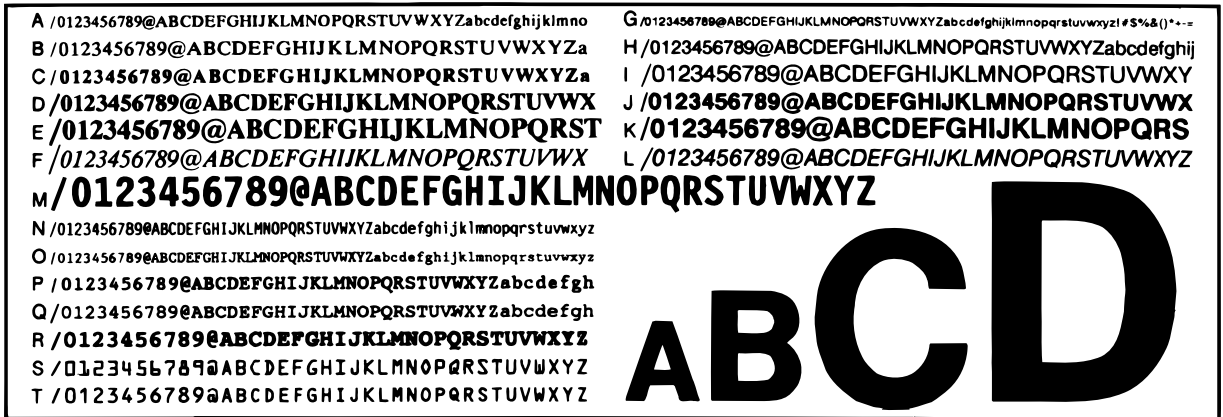 A /0123456789@ABCDEFGHIJKLMNOPQRSTUVWXYZabcdefghijklmno
B /0123456789@ABCDEFGHIJKLMNOPQRSTUVWXYZa
C /0123456789@ABCDEFGHIJKLMNOPQRSTUVWXYZa
D /0123456789@ABCDEFGHIJKLMNOPQRSTUVWX
E /0123456789@ABCDEFGHIJKLMNOPQRST
F /0123456789@ABCDEFGHIJKLMNOPQRSTUVWX
G /0123456789@ABCDEFGHIJKLMNOPQRSTUVWXYZabcdefghijklmnopqrstuvwxyz!#$%&()*+-=
H /0123456789@ABCDEFGHIJKLMNOPQRSTUVWXYZabcdefghij
I /0123456789@ABCDEFGHIJKLMNOPQRSTUVWXY
J /0123456789@ABCDEFGHIJKLMNOPQRSTUVWX
K /0123456789@ABCDEFGHIJKLMNOPQRS
L /0123456789@ABCDEFGHIJKLMNOPQRSTUVWXYZ
M /0123456789@ABCDEFGHIJKLMNOPQRSTUVWXYZ
N /0123456789@ABCDEFGHIJKLMNOPQRSTUVWXYZabcdefghijklmnopqrstuvwxyz
O /0123456789@ABCDEFGHIJKLMNOPQRSTUVWXYZabcdefghijklmnopqrstuvwxyz
P /0123456789@ABCDEFGHIJKLMNOPQRSTUVWXYZabcdefgh
Q /0123456789@ABCDEFGHIJKLMNOPQRSTUVWXYZabcdefgh
R /0123456789@ABCDEFGHIJKLMNOPQRSTUVWXYZ
S /0123456789@ABCDEFGHIJKLMNOPQRSTUVWXYZ
T /0123456789@ABCDEFGHIJKLMNOPQRSTUVWXYZ
ABCD